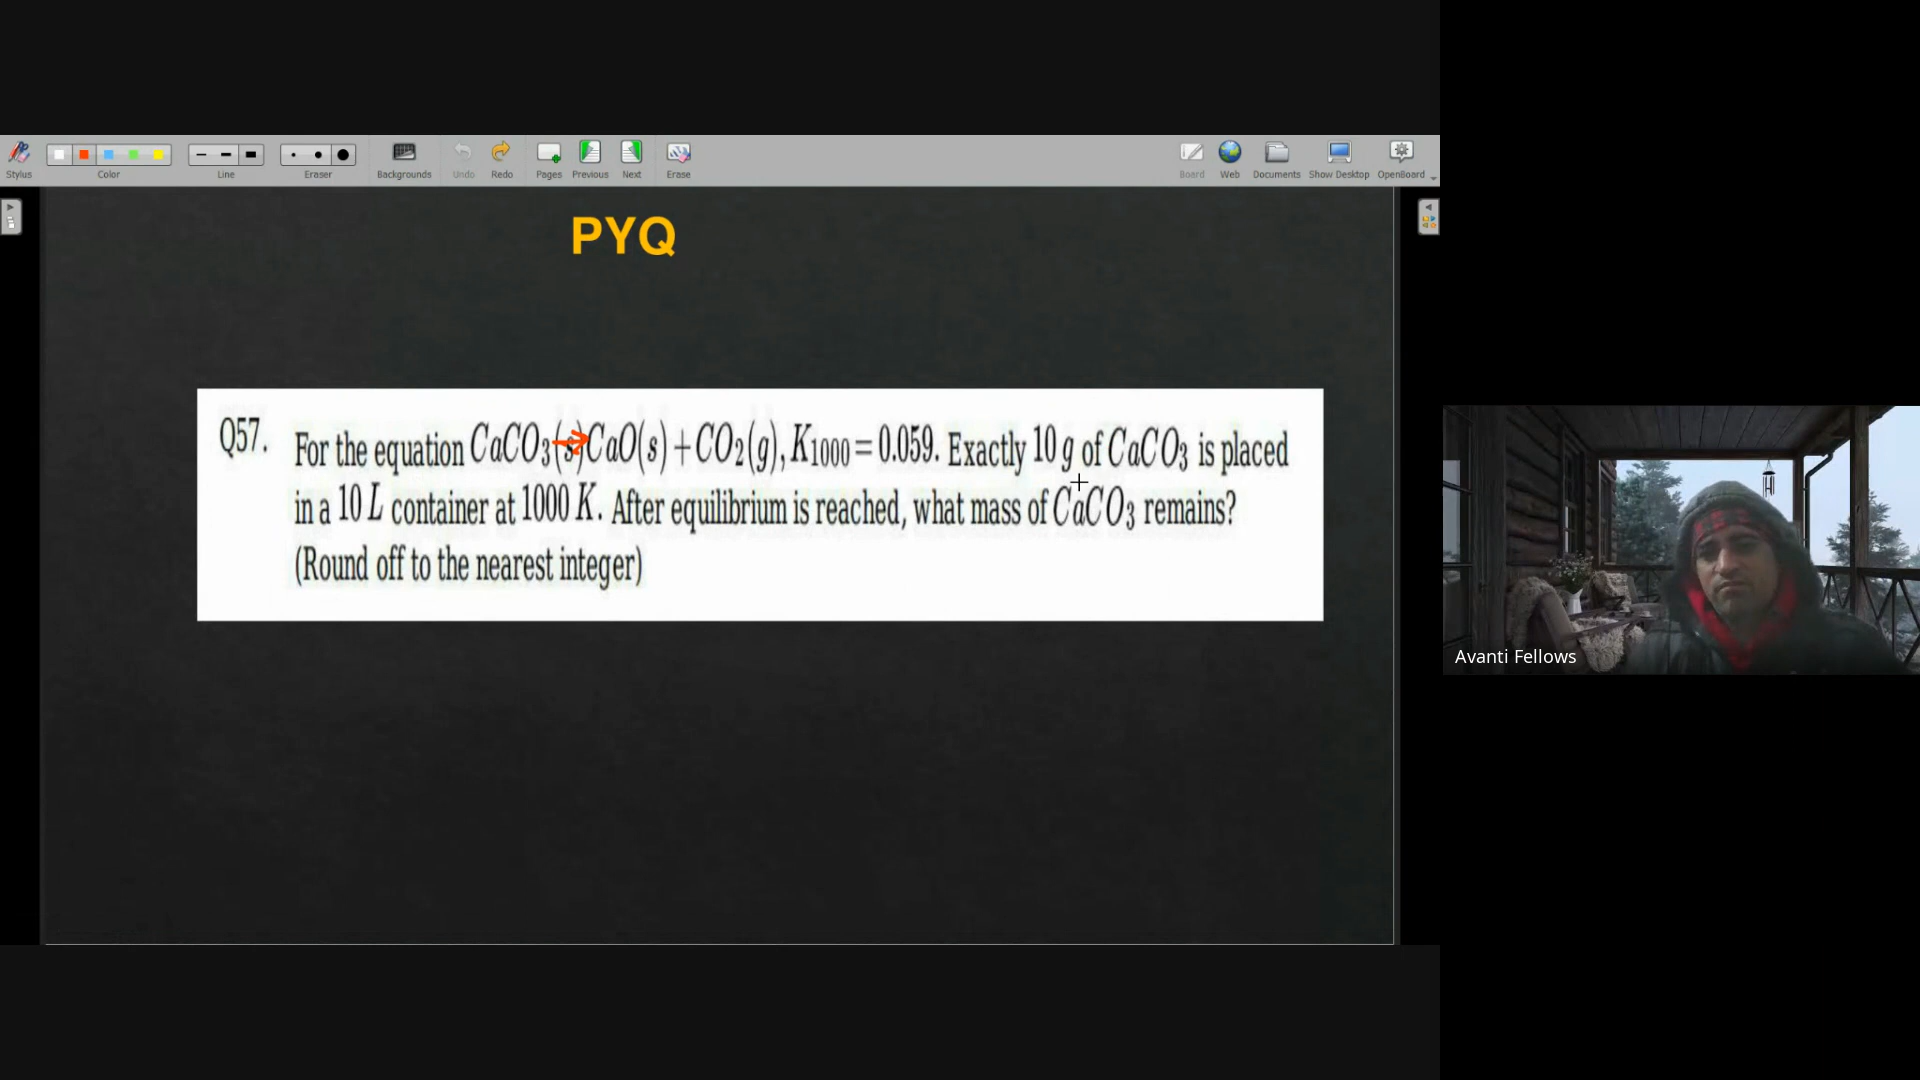 Stylus
Color
Line
Eraser
Backgrounds
Undo
Redo
Pages
Previous
Next
Erase
Board
Web
Documents
Show Desktop
OpenBoard
PYQ
Q57. For the equation CaCO₃(s)→CaO(s)+CO₂(g), K₁₀₀₀=0.059. Exactly 10 g of CaCO₃ is placed
in a 10 L container at 1000 K. After equilibrium is reached, what mass of CaCO₃ remains?
(Round off to the nearest integer)
Avanti Fellows